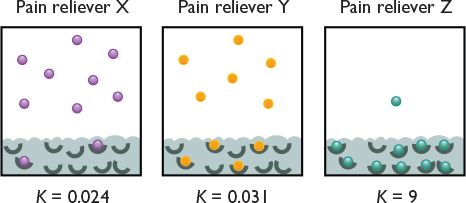 Pain reliever X
Pain reliever Y
Pain reliever Z
K = 0.024
K = 0.031
K = 9